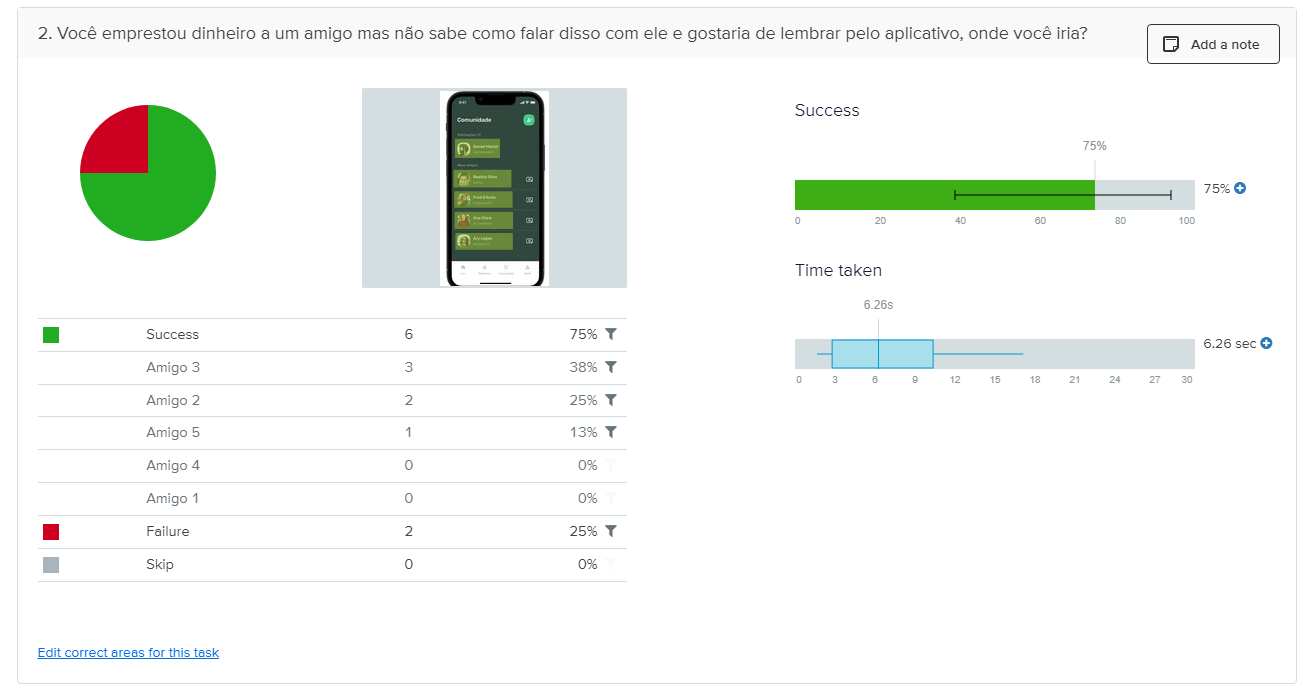 2. Você emprestou dinheiro a um amigo mas não sabe como falar disso com ele e gostaria de lembrar pelo aplicativo, onde você iria?
Add a note
Comunidade
Success
75%
75%
0 20 40 60 80 100
Time taken
6.26s
6.26 sec
0 3 6 9 12 15 18 21 24 27 30
Success 6 75%
Amigo 3 3 38%
Amigo 2 2 25%
Amigo 5 1 13%
Amigo 4 0 0%
Amigo 1 0 0%
Failure 2 25%
Skip 0 0%
Edit correct areas for this task